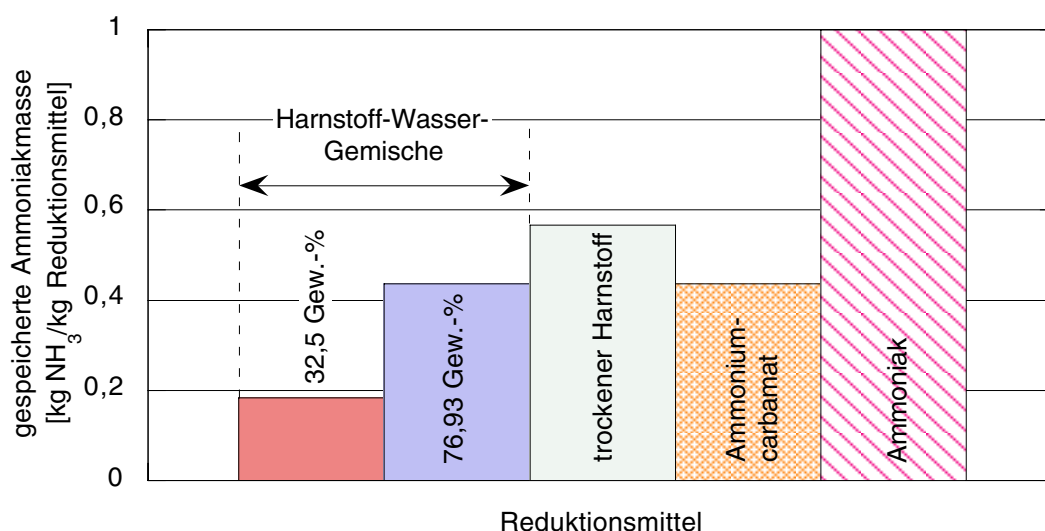 gespeicherte Ammoniakmasse
[kg NH3/kg Reduktionsmittel]
1
0,8
0,6
0,4
0,2
0
Harnstoff-Wasser-
Gemische
32,5 Gew.-%
76,93 Gew.-%
trockener Harnstoff
Ammonium-
carbamat
Ammoniak
Reduktionsmittel